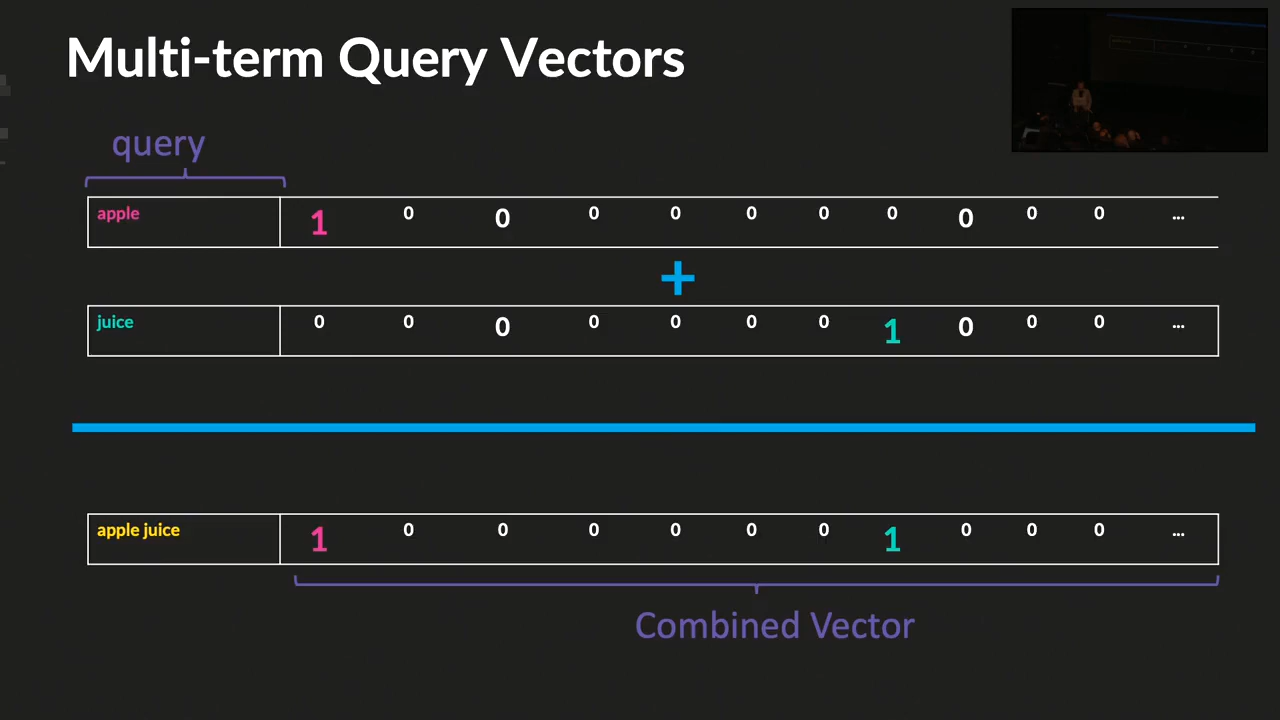 Multi-term Query Vectors
query
apple 1 0 0 0 0 0 0 0 0 0 0 ...
+
juice 0 0 0 0 0 0 0 1 0 0 0 ...
apple juice 1 0 0 0 0 0 0 1 0 0 0 ...
Combined Vector